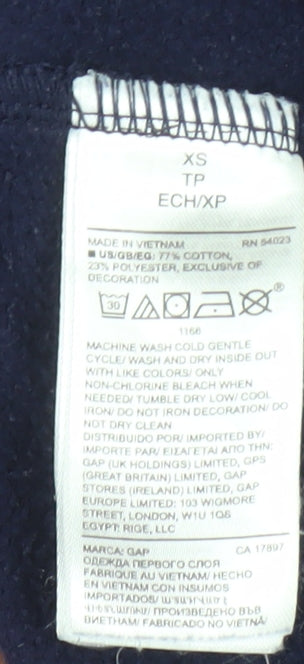 XS
TP
ECH/XP
MADE IN VIETNAM RN 54023
■ US/GB/EG: 77% COTTON,
23% POLYESTER, EXCLUSIVE OF
DECORATION
30 ®
1166
MACHINE WASH COLD GENTLE
CYCLE/ WASH AND DRY INSIDE OUT
WITH LIKE COLORS/ ONLY
NON-CHLORINE BLEACH WHEN
NEEDED/ TUMBLE DRY LOW/ COOL
IRON/ DO NOT IRON DECORATION/ DO
NOT DRY CLEAN
DISTRIBUIDO POR/ IMPORTED BY/
IMPORTE PAR/ ΕΙΣΑΓΕΤΑΙ ΑΠΟ ΤΗΝ:
GAP (UK HOLDINGS) LIMITED, GPS
(GREAT BRITAIN) LIMITED, GAP
STORES (IRELAND) LIMITED, GAP
EUROPE LIMITED: 103 WIGMORE
STREET, LONDON, W1U 1QS
EGYPT: RIGE, LLC
MARCA: GAP CA 17897
ОДЕЖДА ПЕРВОГО СЛОЯ
FABRIQUE AU VIETNAM/ HECHO
EN VIETNAM CON INSUMOS
IMPORTADOS/
ПРОИЗВЕДЕНО ВЪВ
ВИЕТНАМ/ FABRICADO NO VIETNÃ/